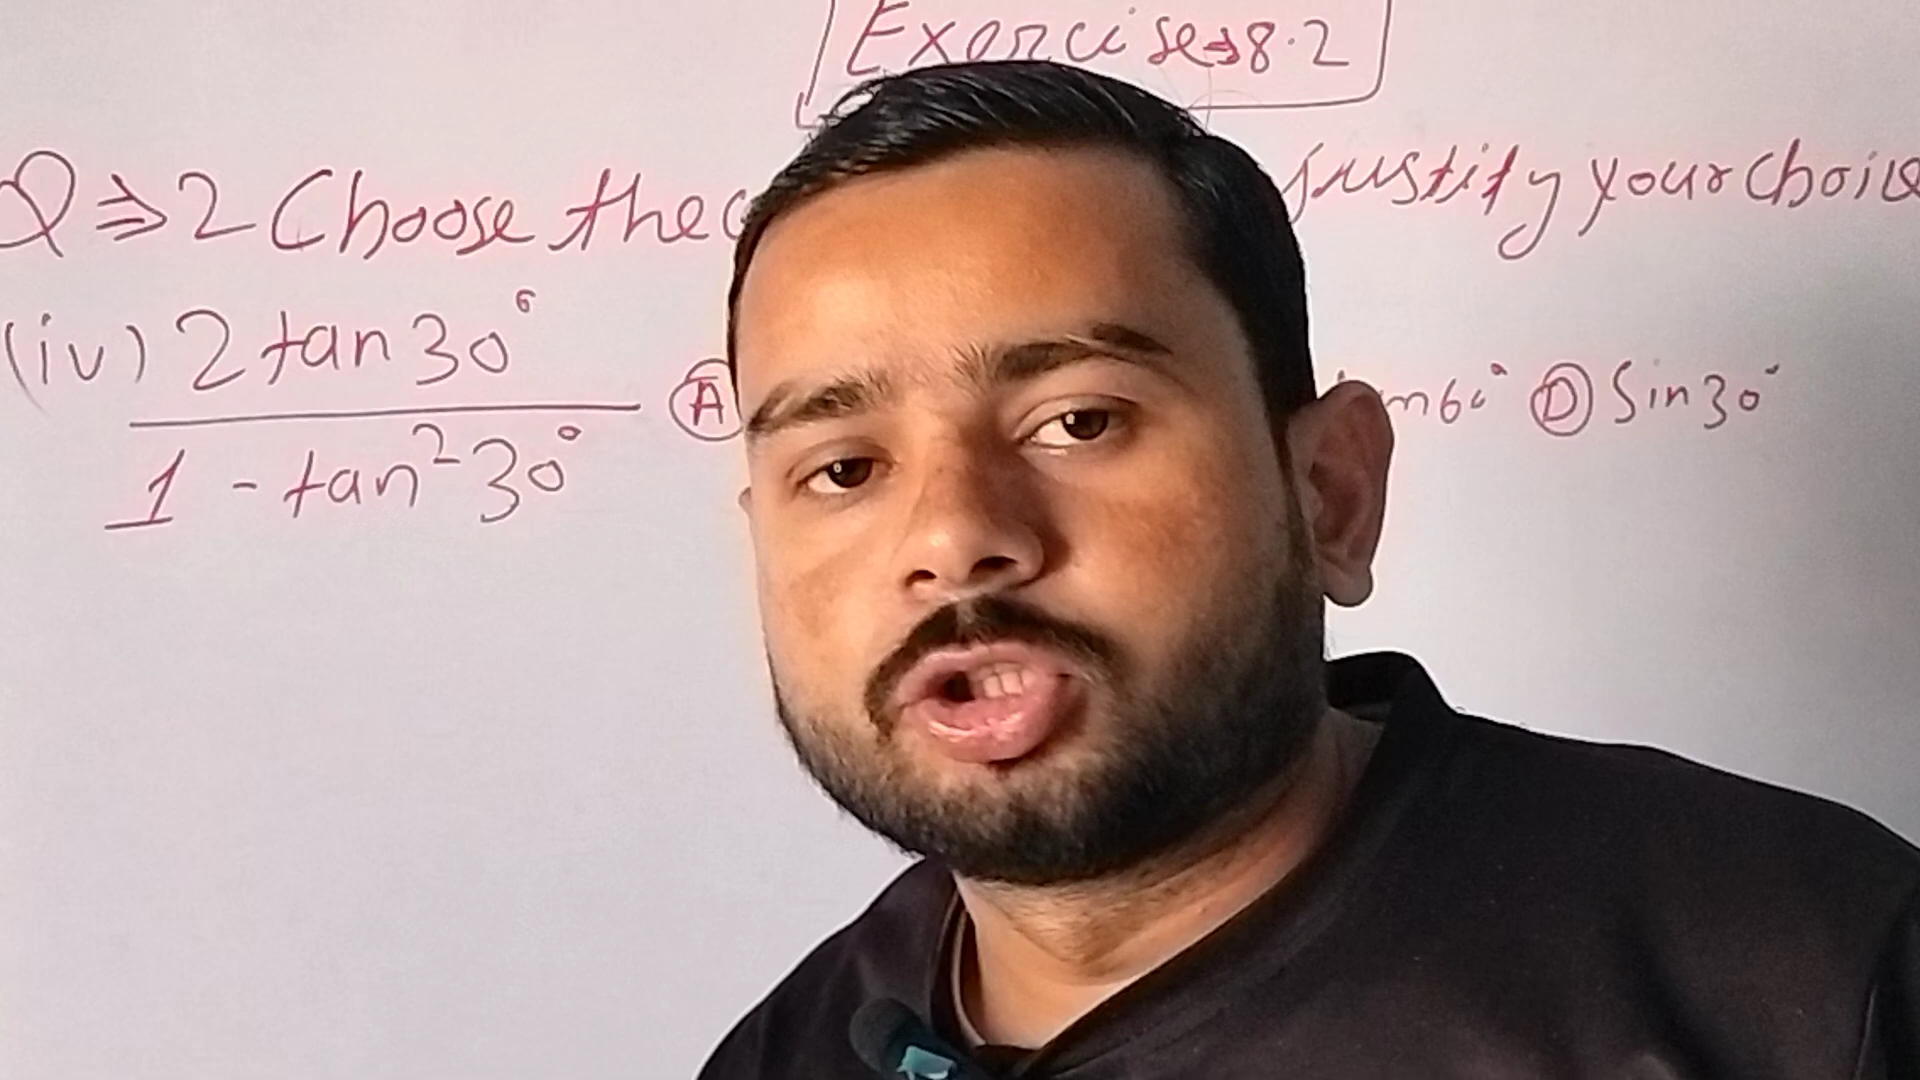 Exercise⇒8.2
Q⇒2 Choose the justify your choice
(iv) 2 tan 30° A 60° D Sin 30°
1 - tan² 30°